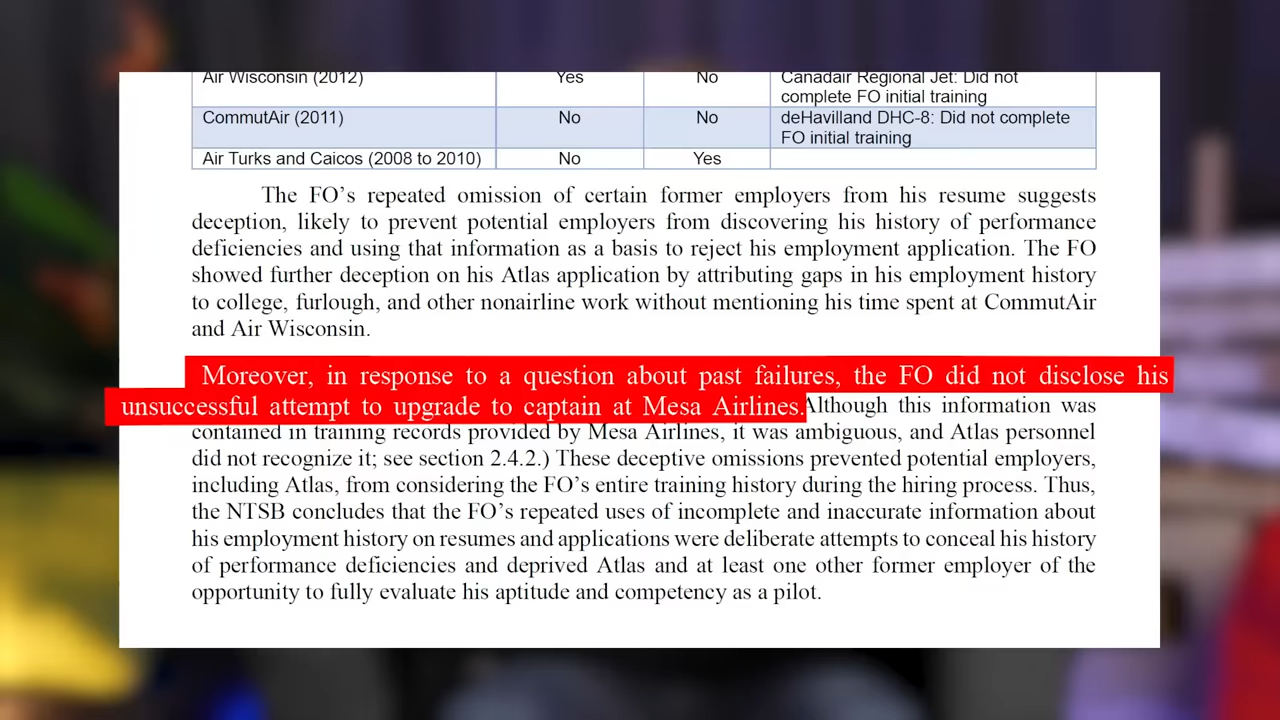 Air Wisconsin (2012) Yes No Canadair Regional Jet: Did not
complete FO initial training
CommutAir (2011) No No deHavilland DHC-8: Did not complete
FO initial training
Air Turks and Caicos (2008 to 2010) No Yes
The FO's repeated omission of certain former employers from his resume suggests
deception, likely to prevent potential employers from discovering his history of performance
deficiencies and using that information as a basis to reject his employment application. The FO
showed further deception on his Atlas application by attributing gaps in his employment history
to college, furlough, and other nonairline work without mentioning his time spent at CommutAir
and Air Wisconsin.
Moreover, in response to a question about past failures, the FO did not disclose his
unsuccessful attempt to upgrade to captain at Mesa Airlines. Although this information was
contained in training records provided by Mesa Airlines, it was ambiguous, and Atlas personnel
did not recognize it; see section 2.4.2.) These deceptive omissions prevented potential employers,
including Atlas, from considering the FO's entire training history during the hiring process. Thus,
the NTSB concludes that the FO's repeated uses of incomplete and inaccurate information about
his employment history on resumes and applications were deliberate attempts to conceal his history
of performance deficiencies and deprived Atlas and at least one other former employer of the
opportunity to fully evaluate his aptitude and competency as a pilot.